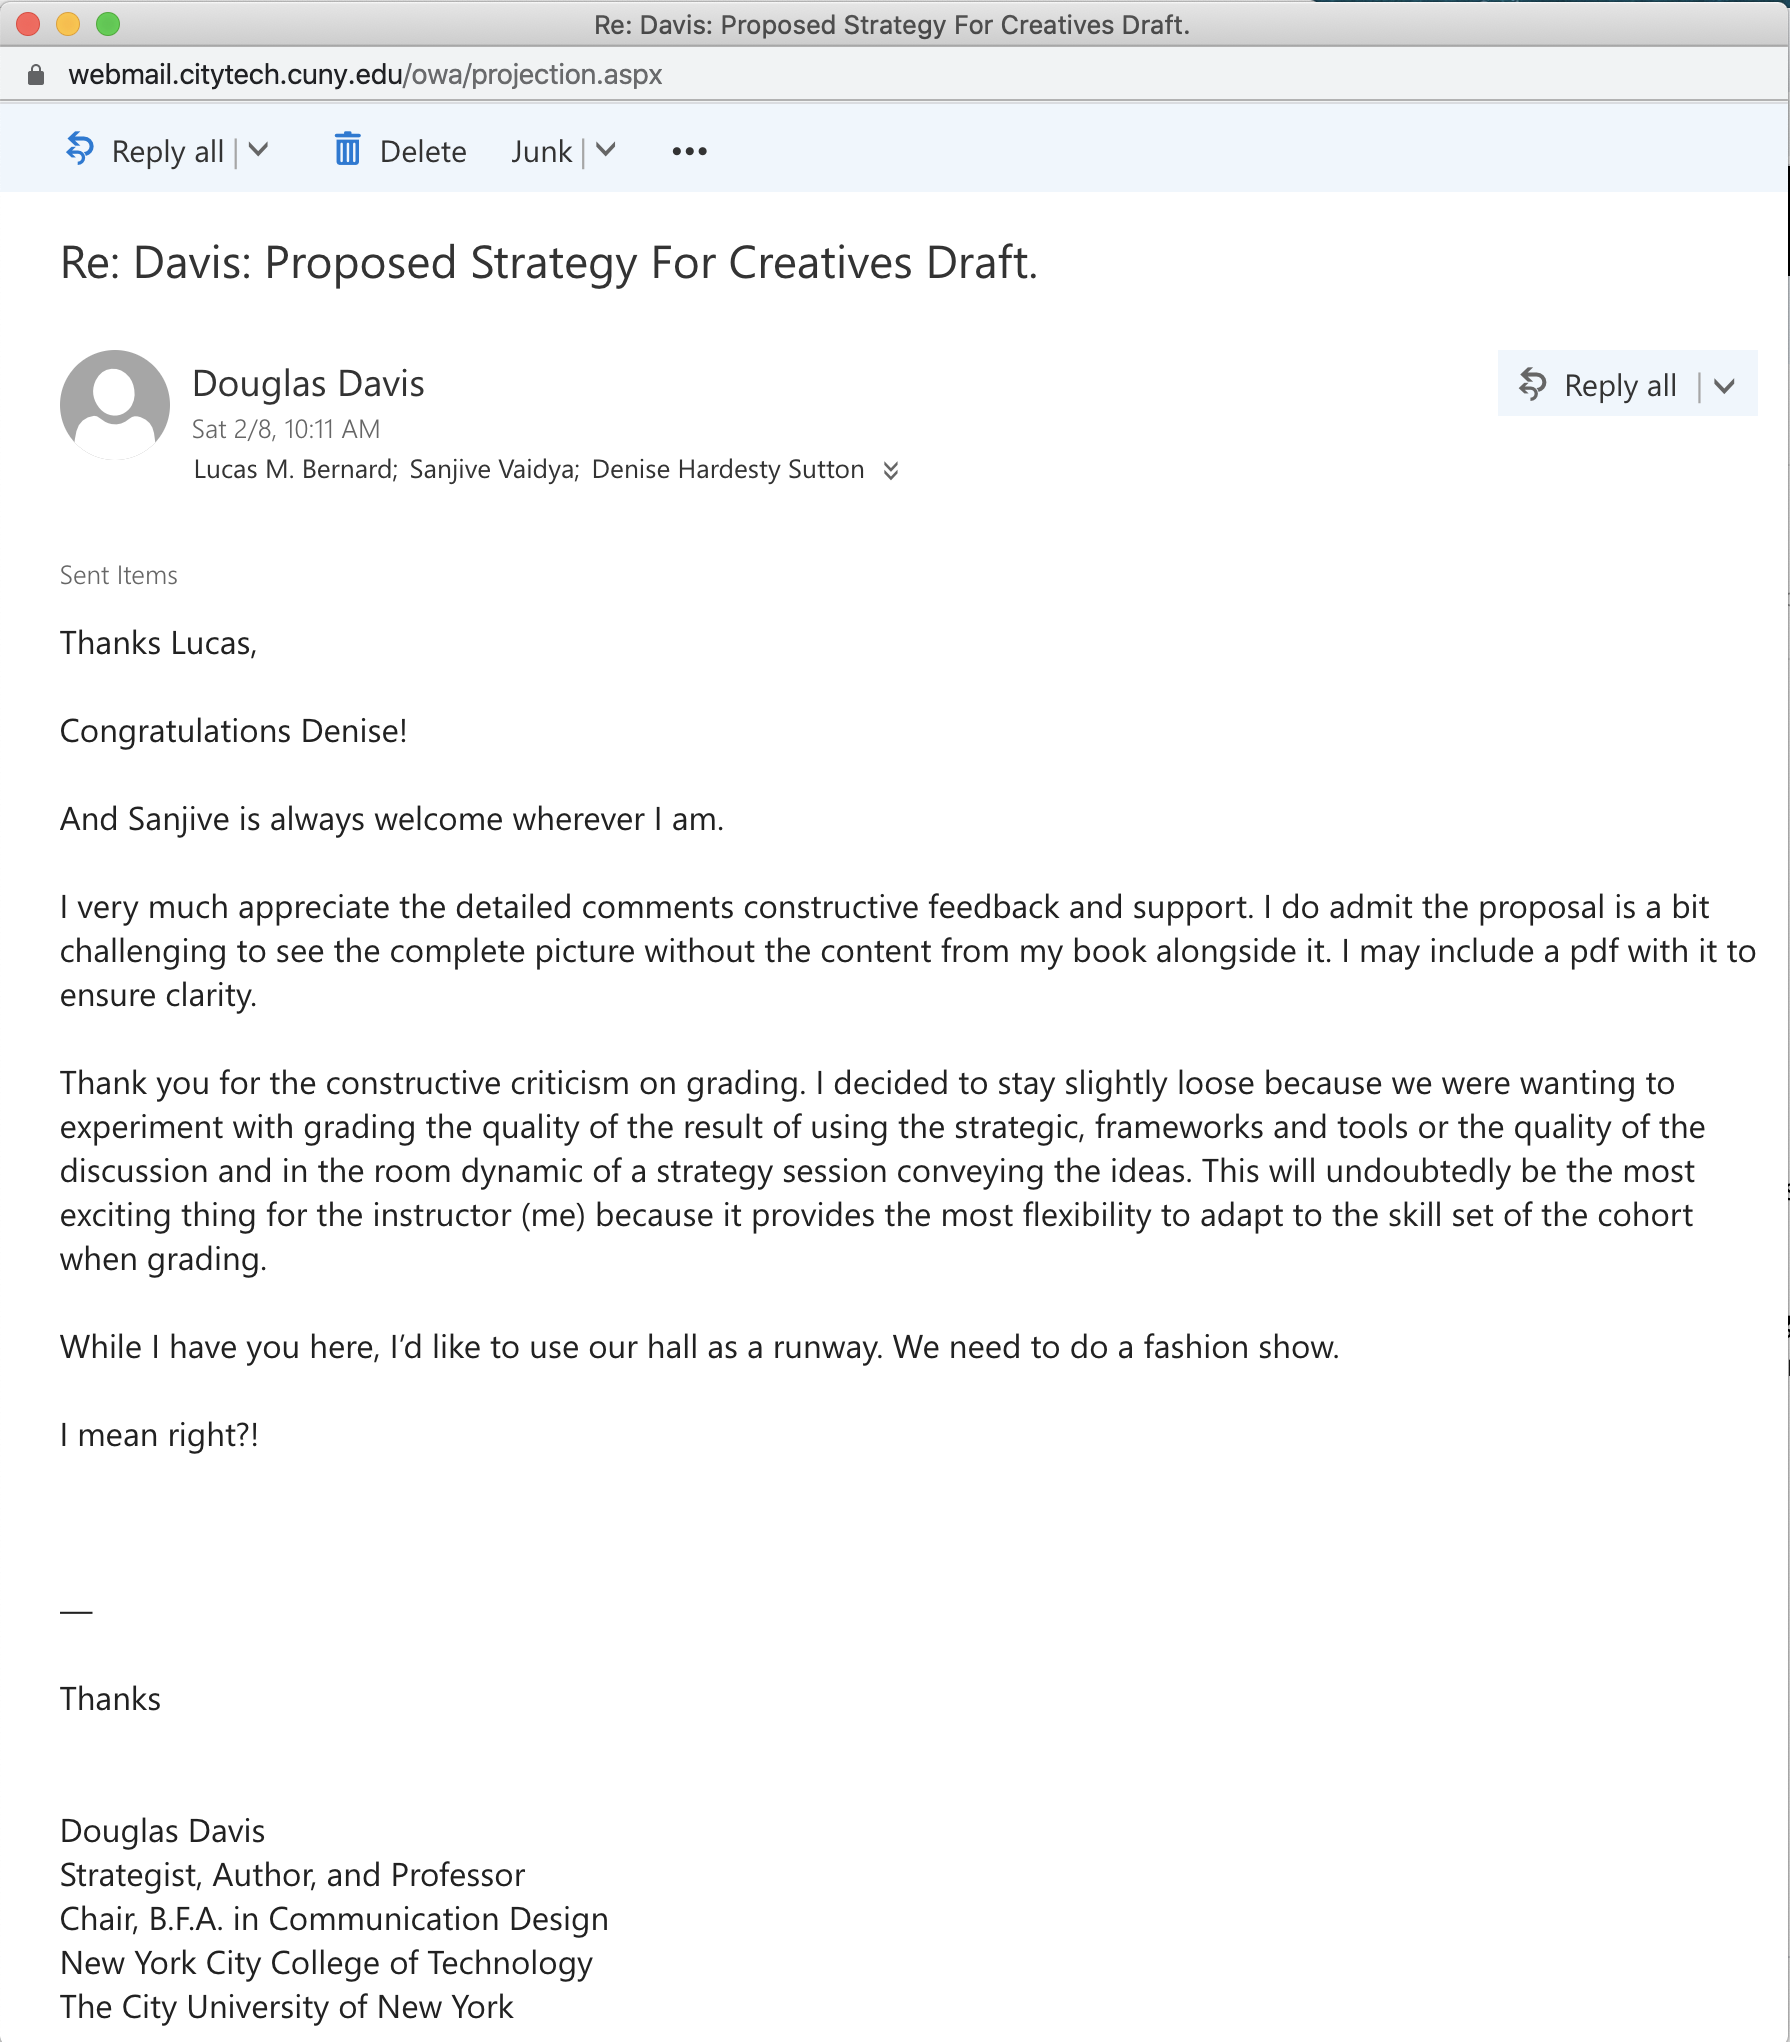 Re: Davis: Proposed Strategy For Creatives Draft.
webmail.citytech.cuny.edu/owa/projection.aspx
Reply all | Delete Junk | •••
Re: Davis: Proposed Strategy For Creatives Draft.
Douglas Davis
Reply all |
Sat 2/8, 10:11 AM
Lucas M. Bernard; Sanjive Vaidya; Denise Hardesty Sutton
Sent Items
Thanks Lucas,
Congratulations Denise!
And Sanjive is always welcome wherever I am.
I very much appreciate the detailed comments constructive feedback and support. I do admit the proposal is a bit
challenging to see the complete picture without the content from my book alongside it. I may include a pdf with it to
ensure clarity.
Thank you for the constructive criticism on grading. I decided to stay slightly loose because we were wanting to
experiment with grading the quality of the result of using the strategic, frameworks and tools or the quality of the
discussion and in the room dynamic of a strategy session conveying the ideas. This will undoubtedly be the most
exciting thing for the instructor (me) because it provides the most flexibility to adapt to the skill set of the cohort
when grading.
While I have you here, I’d like to use our hall as a runway. We need to do a fashion show.
I mean right?!
—
Thanks
Douglas Davis
Strategist, Author, and Professor
Chair, B.F.A. in Communication Design
New York City College of Technology
The City University of New York